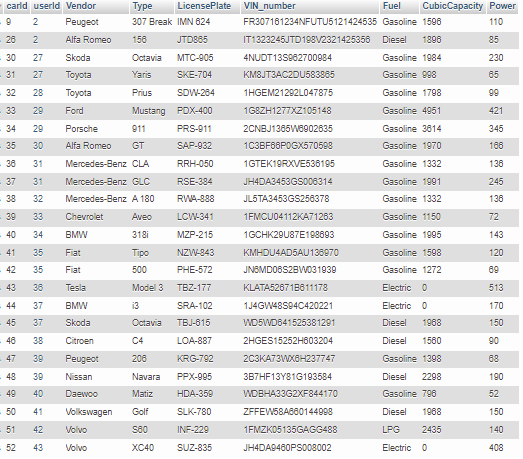 carId userId Vendor Type LicensePlate VIN_number Fuel CubicCapacity Power
9 2 Peugeot 307 Break IMN 624 FR307161234NFUTU5121424535 Gasoline 1596 110
26 2 Alfa Romeo 156 JTD865 IT1323245JTD198V2321425356 Diesel 1896 85
30 27 Skoda Octavia MTC-905 4NUDT13S962700984 Gasoline 1984 230
31 27 Toyota Yaris SKE-704 KM8JT3AC2DU583865 Gasoline 998 65
32 28 Toyota Prius SDW-264 1HGEM21292L047875 Gasoline 1798 99
33 29 Ford Mustang PDX-400 1G8ZH1277XZ105148 Gasoline 4951 421
34 29 Porsche 911 PRS-911 2CNBJ1365W6902635 Gasoline 3614 345
35 30 Alfa Romeo GT SAP-932 1C3BF66P0GX570598 Gasoline 1970 166
36 31 Mercedes-Benz CLA RRH-050 1GTEK19RXVE536195 Gasoline 1332 136
37 31 Mercedes-Benz GLC RSE-384 JH4DA3453GS006314 Gasoline 1991 245
38 32 Mercedes-Benz A 180 RWA-888 JL5TA3453GS256378 Gasoline 1332 136
39 33 Chevrolet Aveo LCW-341 1FMCU04112KA71263 Gasoline 1150 72
40 34 BMW 318i MZP-215 1GCHK29U87E198693 Gasoline 1995 143
41 35 Fiat Tipo NZW-843 KMHDU4AD5AU136970 Gasoline 1598 120
42 35 Fiat 500 PHE-572 JN6MD06S2BW031939 Gasoline 1272 69
43 36 Tesla Model 3 TBZ-177 KLATA52671B611178 Electric 0 513
44 37 BMW i3 SRA-102 1J4GW48S94C420221 Electric 0 170
45 37 Skoda Octavia TBJ-615 WD5WD641525381291 Diesel 1968 150
46 38 Citroen C4 LOA-887 2HGES15252H603204 Diesel 1560 90
47 39 Peugeot 206 KRG-792 2C3KA73WX6H237747 Gasoline 1398 68
48 39 Nissan Navara PPX-995 3B7HF13Y81G193584 Diesel 2298 190
49 40 Daewoo Matiz HDA-359 WDBHA33G2XF844170 Gasoline 796 52
50 41 Volkswagen Golf SLK-780 ZFFEW58A660144998 Diesel 1968 150
51 42 Volvo S60 INF-229 1FMZK05135GAGG488 LPG 2435 140
52 43 Volvo XC40 SUZ-835 JH4DA9460PS008002 Electric 0 408